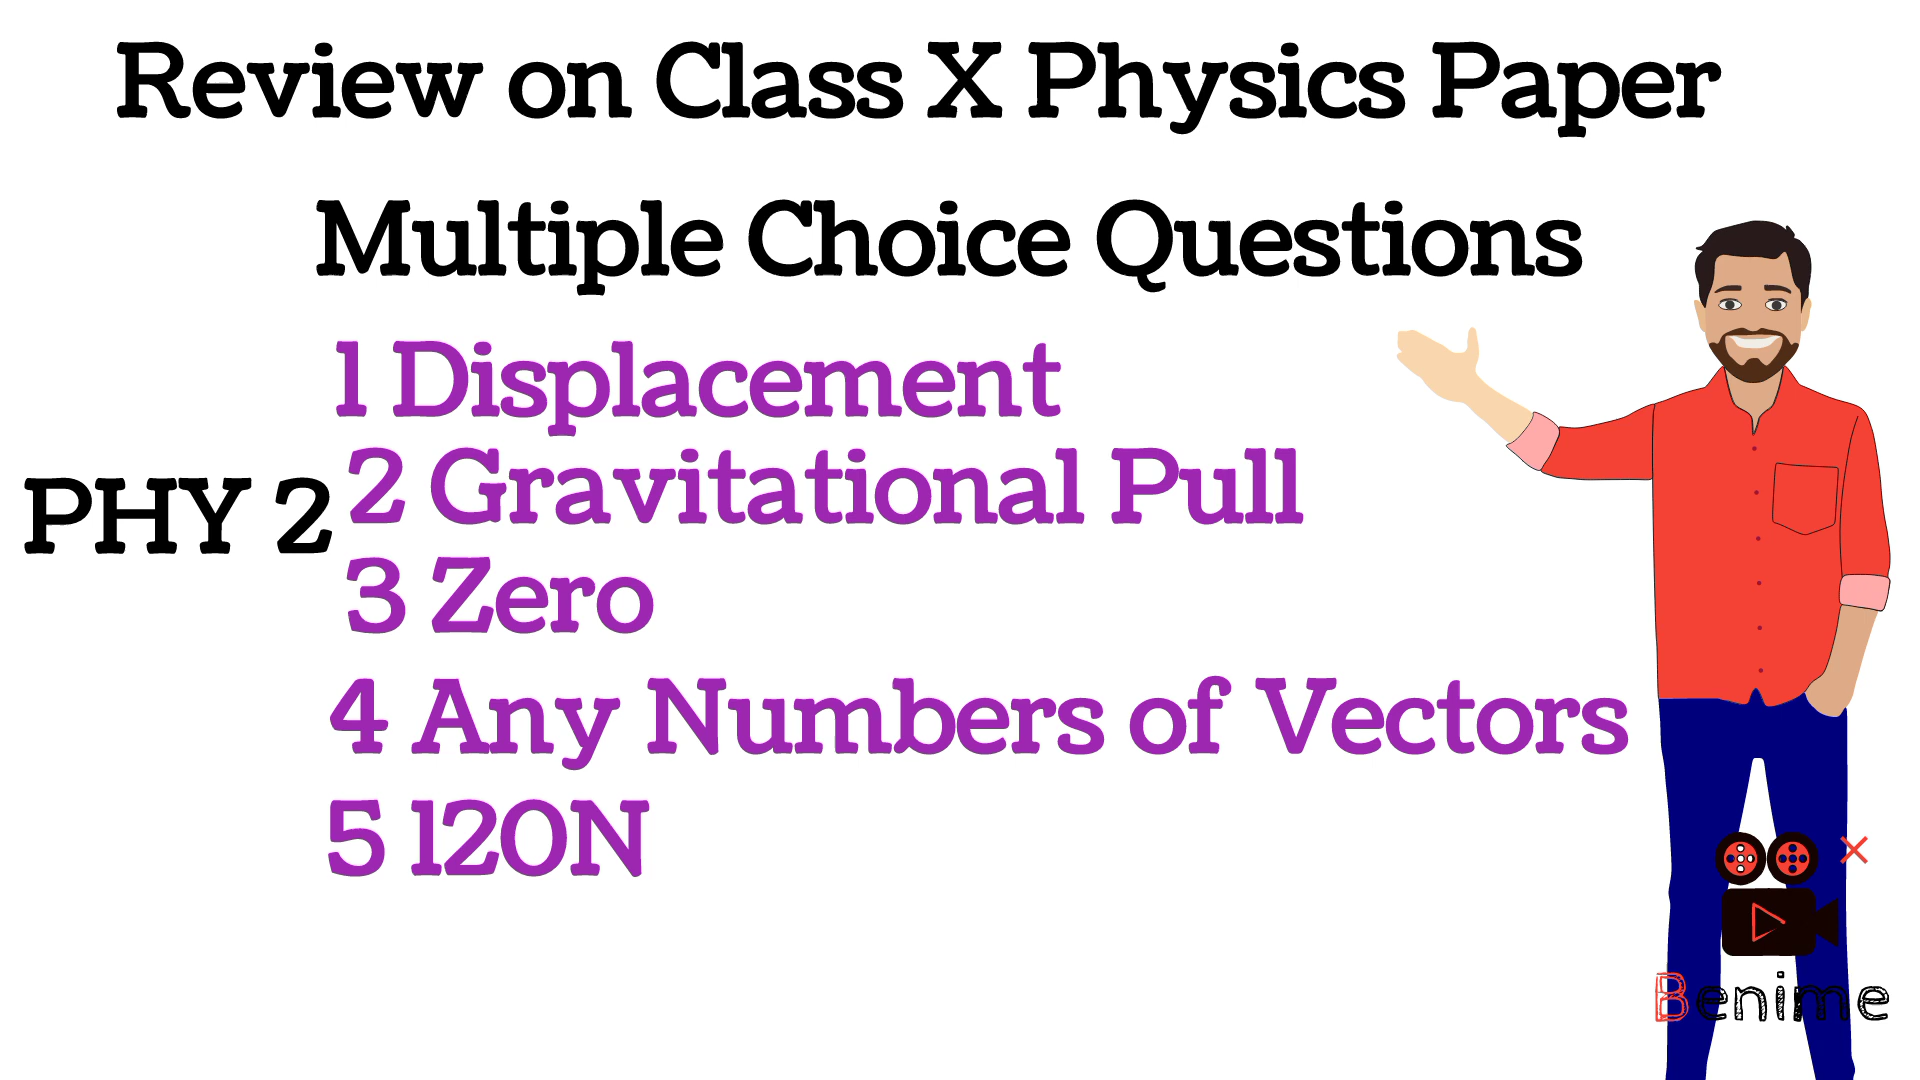 Review on Class X Physics Paper
Multiple Choice Questions
1 Displacement
PHY 2
2 Gravitational Pull
3 Zero
4 Any Numbers of Vectors
5 120N
Benime